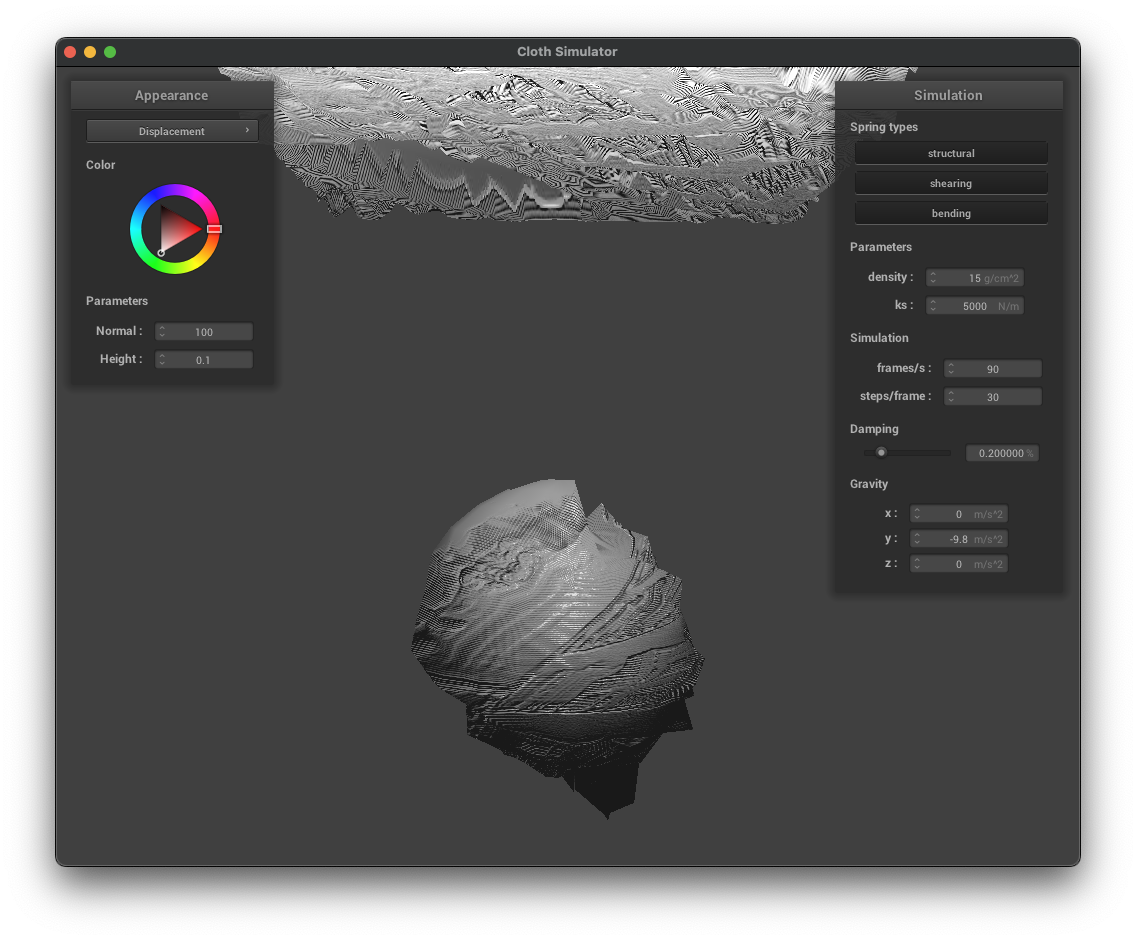 Cloth Simulator
Appearance
Displacement ›
Color
Parameters
Normal : 100
Height : 0.1
Simulation
Spring types
structural
shearing
bending
Parameters
density : 15 g/cm^2
ks : 5000 N/m
Simulation
frames/s : 90
steps/frame : 30
Damping
0.200000 %
Gravity
x : 0 m/s^2
y : -9.8 m/s^2
z : 0 m/s^2